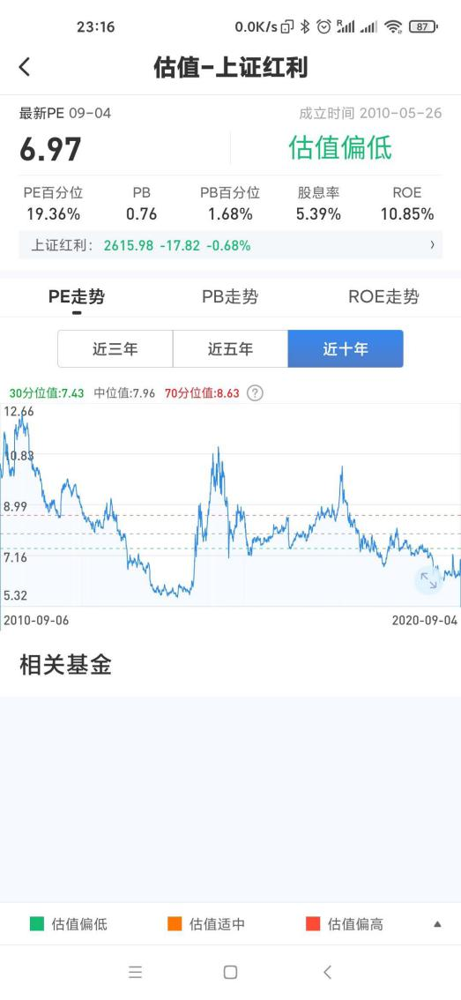 23:16 0.0K/s R 87
估值-上证红利
最新PE 09-04 成立时间 2010-05-26
6.97 估值偏低
PE百分位 PB PB百分位 股息率 ROE
19.36% 0.76 1.68% 5.39% 10.85%
上证红利： 2615.98 -17.82 -0.68%
PE走势 PB走势 ROE走势
近三年 近五年 近十年
30分位值:7.43 中位值:7.96 70分位值:8.63 ?
12.66
10.83
8.99
7.16
5.32
2010-09-06 2020-09-04
相关基金
估值偏低 估值适中 估值偏高